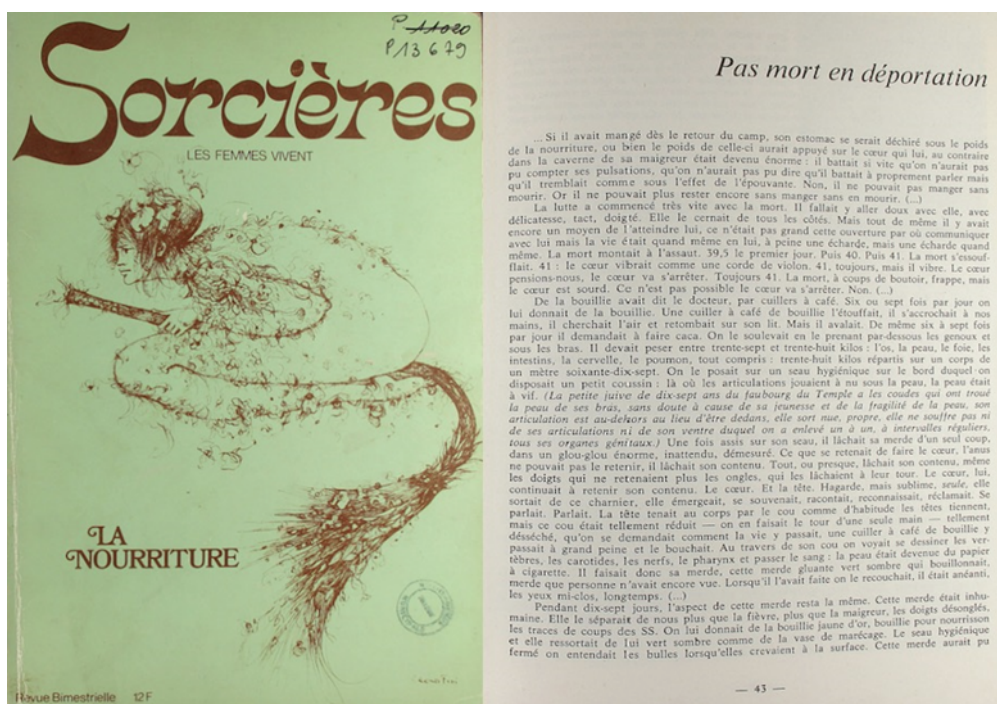 P 11020
P13679
Sorcières
LES FEMMES VIVENT
LA
NOURRITURE
Revue Bimestrielle 12 F
Pas mort en déportation
... Si il avait mangé dès le retour du camp, son estomac se serait déchiré sous le poids
de la nourriture, ou bien le poids de celle-ci aurait appuyé sur le cœur qui lui, au contraire
dans la caverne de sa maigreur était devenu énorme : il battait si vite qu'on n'aurait pas
pu compter ses pulsations, qu'on n'aurait pas pu dire qu'il battait à proprement parler mais
qu'il tremblait comme sous l'effet de l'épouvante. Non, il ne pouvait pas manger sans
mourir. Or il ne pouvait plus rester encore sans manger sans en mourir. (...)
La lutte a commencé très vite avec la mort. Il fallait y aller doux avec elle, avec
délicatesse, tact, doigté. Elle le cernait de tous les côtés. Mais tout de même il y avait
encore un moyen de l'atteindre lui, ce n'était pas grand cette ouverture par où communiquer
avec lui mais la vie était quand même en lui, à peine une écharde, mais une écharde quand
même. La mort montait à l'assaut. 39,5 le premier jour. Puis 40. Puis 41. La mort s'essouf-
flait. 41 : le cœur vibrait comme une corde de violon. 41, toujours, mais il vibre. Le cœur
pensions-nous, le cœur va s'arrêter. Toujours 41. La mort, à coups de boutoir, frappe, mais
le cœur est sourd. Ce n'est pas possible le cœur va s'arrêter. Non. (...)
De la bouillie avait dit le docteur, par cuillers à café. Six ou sept fois par jour on
lui donnait de la bouillie. Une cuiller à café de bouillie l'étouffait, il s'accrochait à nos
mains, il cherchait l'air et retombait sur son lit. Mais il avalait. De même six à sept fois
par jour il demandait à faire caca. On le soulevait en le prenant par-dessous les genoux et
sous les bras. Il devait peser entre trente-sept et trente-huit kilos : l'os, la peau, le foie, les
intestins, la cervelle, le poumon, tout compris : trente-huit kilos répartis sur un corps de
un mètre soixante-dix-sept. On le posait sur un seau hygiénique sur le bord duquel on
disposait un petit coussin : là où les articulations jouaient à nu sous la peau, la peau était
à vif. (La petite juive de dix-sept ans du faubourg du Temple a les coudes qui ont troué
la peau de ses bras, sans doute à cause de sa jeunesse et de la fragilité de la peau, son
articulation est au-dehors au lieu d'être dedans, elle sort nue, propre, elle ne souffre pas ni
de ses articulations ni de son ventre duquel on a enlevé un à un, à intervalles réguliers,
tous ses organes génitaux.) Une fois assis sur son seau, il lâchait sa merde d'un seul coup,
dans un glou-glou énorme, inattendu, démesuré. Ce que se retenait de faire le cœur, l'anus
ne pouvait pas le retenir, il lâchait son contenu. Tout, ou presque, lâchait son contenu, même
les doigts qui ne retenaient plus les ongles, qui les lâchaient à leur tour. Le cœur, lui,
continuait à retenir son contenu. Le cœur. Et la tête. Hagarde, mais sublime, seule, elle
sortait de ce charnier, elle émergeait, se souvenait, racontait, reconnaissait, réclamait. Se
parlait. Parlait. La tête tenait au corps par le cou comme d'habitude les têtes tiennent,
mais ce cou était tellement réduit — on en faisait le tour d'une seule main — tellement
désséché, qu'on se demandait comment la vie y passait, une cuiller à café de bouillie y
passait à grand peine et le bouchait. Au travers de son cou on voyait se dessiner les ver-
tèbres, les carotides, les nerfs, le pharynx et passer le sang : la peau était devenue du papier
à cigarette. Il faisait donc sa merde, cette merde gluante vert sombre qui bouillonnait,
merde que personne n'avait encore vue. Lorsqu'il l'avait faite on le recouchait, il était anéanti,
les yeux mi-clos, longtemps. (...)
Pendant dix-sept jours, l'aspect de cette merde resta la même. Cette merde était inhu-
maine. Elle le séparait de nous plus que la fièvre, plus que la maigreur, les doigts désonglés,
les traces de coups des SS. On lui donnait de la bouillie jaune d'or, bouillie pour nourrisson
et elle ressortait de lui vert sombre comme de la vase de marécage. Le seau hygiénique
fermé on entendait les bulles lorsqu'elles crevaient à la surface. Cette merde aurait pu
— 43 —